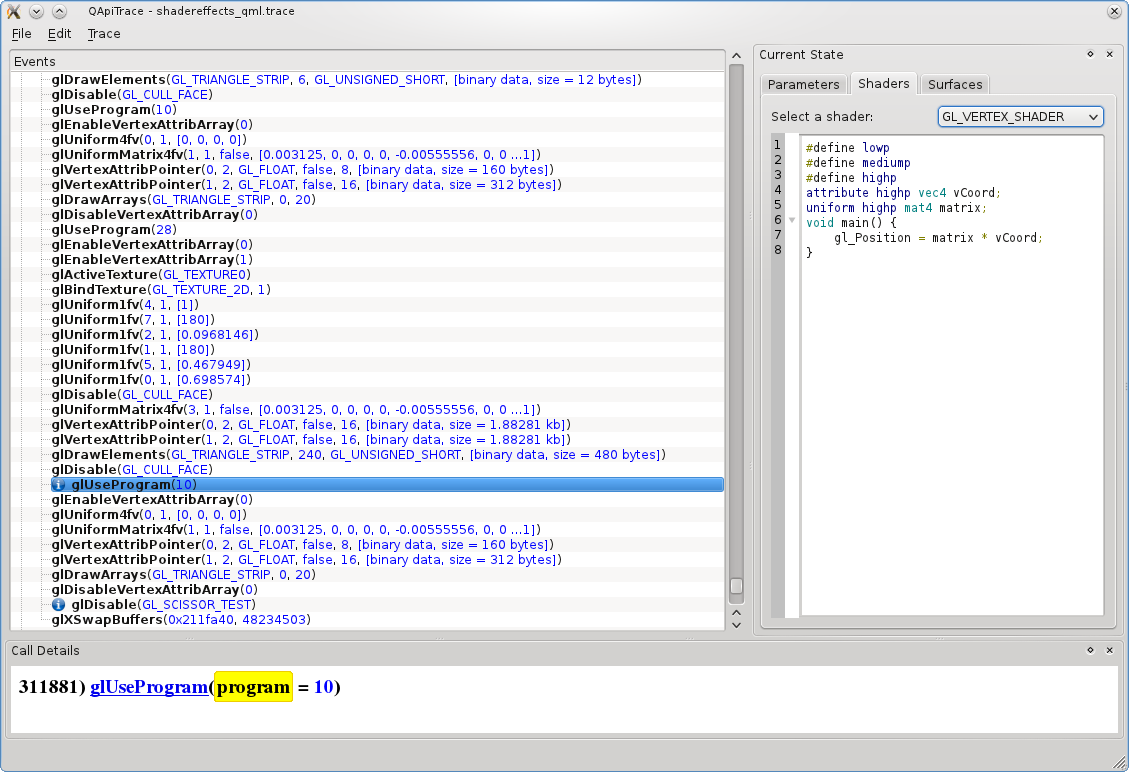 QApiTrace - shadereffects_qml.trace
File Edit Trace
Events
glDrawElements(GL_TRIANGLE_STRIP, 6, GL_UNSIGNED_SHORT, [binary data, size = 12 bytes])
glDisable(GL_CULL_FACE)
glUseProgram(10)
glEnableVertexAttribArray(0)
glUniform4fv(0, 1, [0, 0, 0, 0])
glUniformMatrix4fv(1, 1, false, [0.003125, 0, 0, 0, 0, -0.00555556, 0, 0 ...1])
glVertexAttribPointer(0, 2, GL_FLOAT, false, 8, [binary data, size = 160 bytes])
glVertexAttribPointer(1, 2, GL_FLOAT, false, 16, [binary data, size = 312 bytes])
glDrawArrays(GL_TRIANGLE_STRIP, 0, 20)
glDisableVertexAttribArray(0)
glUseProgram(28)
glEnableVertexAttribArray(0)
glEnableVertexAttribArray(1)
glActiveTexture(GL_TEXTURE0)
glBindTexture(GL_TEXTURE_2D, 1)
glUniform1fv(4, 1, [1])
glUniform1fv(7, 1, [180])
glUniform1fv(2, 1, [0.0968146])
glUniform1fv(1, 1, [180])
glUniform1fv(5, 1, [0.467949])
glUniform1fv(0, 1, [0.698574])
glDisable(GL_CULL_FACE)
glUniformMatrix4fv(3, 1, false, [0.003125, 0, 0, 0, 0, -0.00555556, 0, 0 ...1])
glVertexAttribPointer(0, 2, GL_FLOAT, false, 16, [binary data, size = 1.88281 kb])
glVertexAttribPointer(1, 2, GL_FLOAT, false, 16, [binary data, size = 1.88281 kb])
glDrawElements(GL_TRIANGLE_STRIP, 240, GL_UNSIGNED_SHORT, [binary data, size = 480 bytes])
glDisable(GL_CULL_FACE)
glUseProgram(10)
glEnableVertexAttribArray(0)
glUniform4fv(0, 1, [0, 0, 0, 0])
glUniformMatrix4fv(1, 1, false, [0.003125, 0, 0, 0, 0, -0.00555556, 0, 0 ...1])
glVertexAttribPointer(0, 2, GL_FLOAT, false, 8, [binary data, size = 160 bytes])
glVertexAttribPointer(1, 2, GL_FLOAT, false, 16, [binary data, size = 312 bytes])
glDrawArrays(GL_TRIANGLE_STRIP, 0, 20)
glDisableVertexAttribArray(0)
glDisable(GL_SCISSOR_TEST)
glXSwapBuffers(0x211fa40, 48234503)
Current State
Parameters Shaders Surfaces
Select a shader: GL_VERTEX_SHADER
1 #define lowp
2 #define mediump
3 #define highp
4 attribute highp vec4 vCoord;
5 uniform highp mat4 matrix;
6 void main() {
7 gl_Position = matrix * vCoord;
8 }
Call Details
311881) glUseProgram(program = 10)